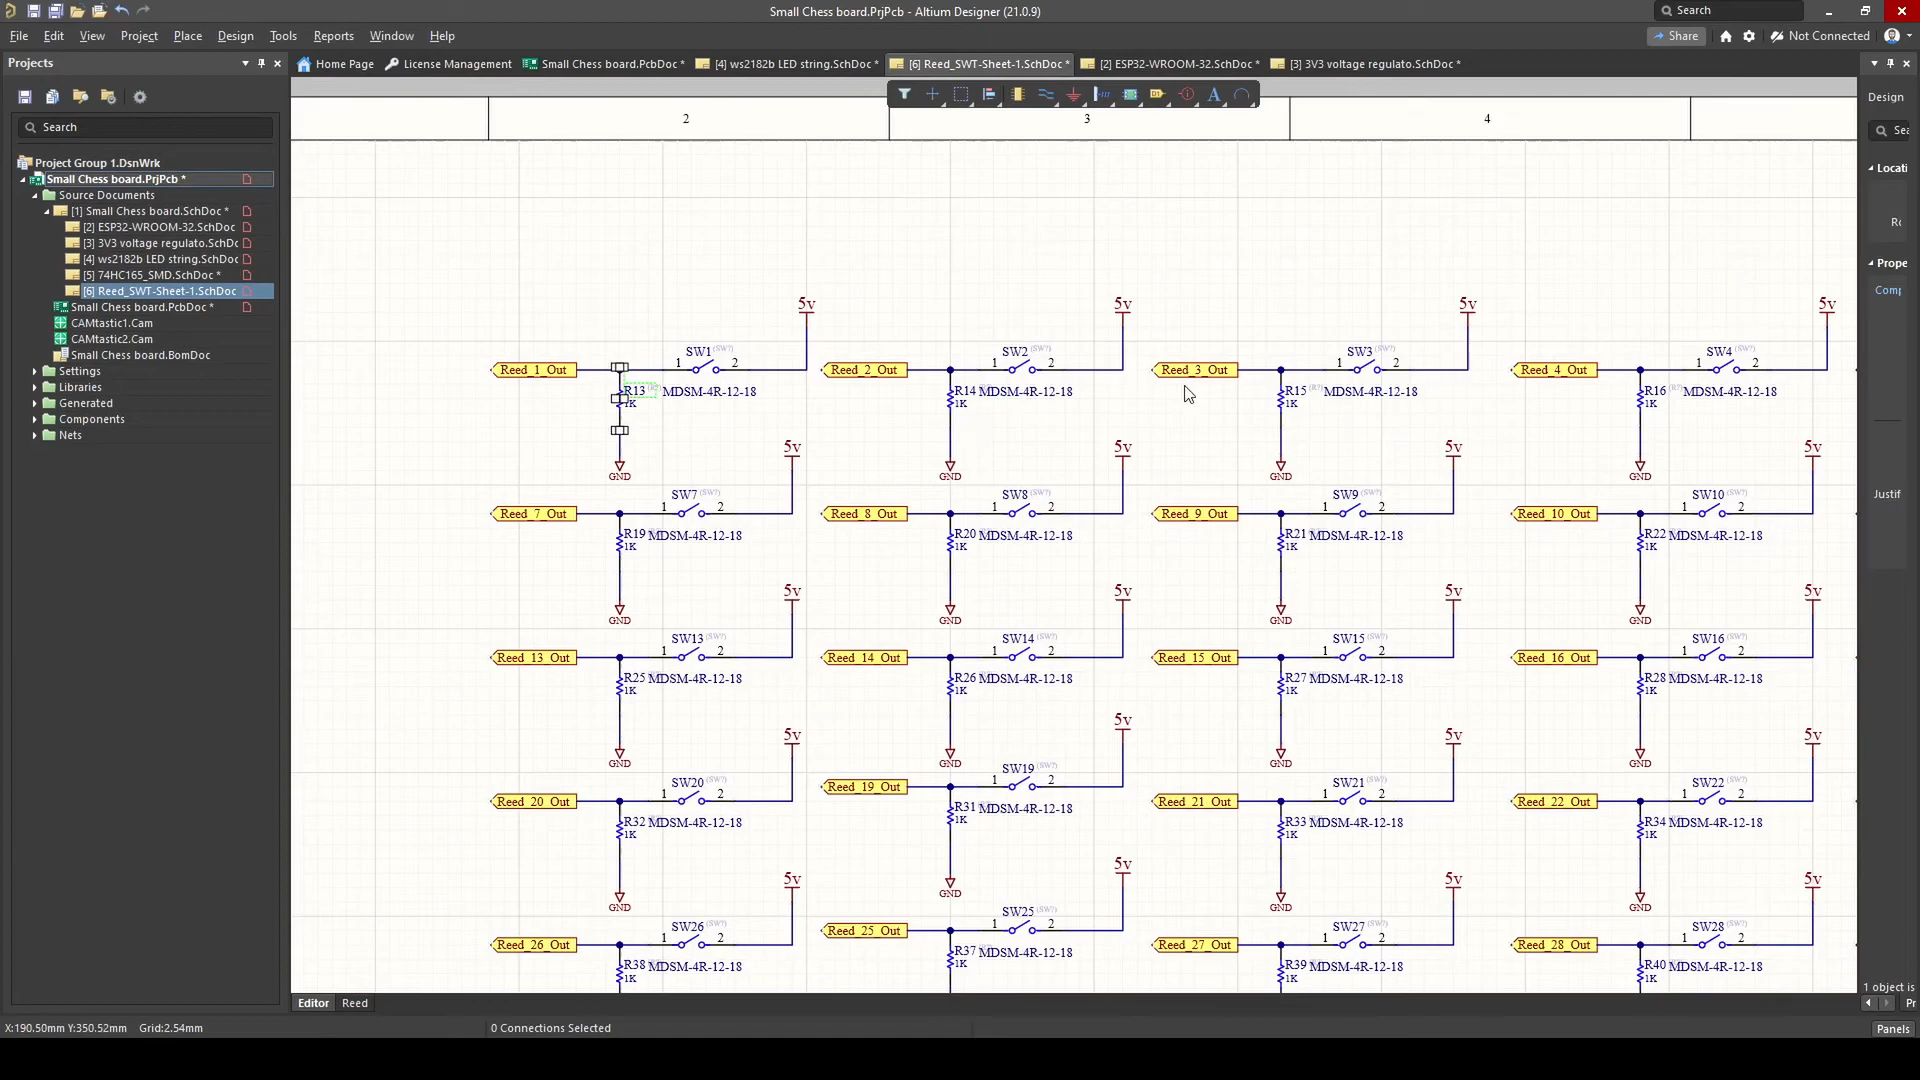 Small Chess board.PrjPcb - Altium Designer (21.0.9)
Search
File Edit View Project Place Design Tools Reports Window Help
Share Not Connected
Projects
Home Page License Management Small Chess board.PcbDoc * [4] ws2182b LED string.SchDoc * [6] Reed_SWT-Sheet-1.SchDoc * [2] ESP32-WROOM-32.SchDoc * [3] 3V3 voltage regulato.SchDoc *
Search
Project Group 1.DsnWrk
Small Chess board.PrjPcb *
Source Documents
[1] Small Chess board.SchDoc *
[2] ESP32-WROOM-32.SchDoc
[3] 3V3 voltage regulato.SchDc
[4] ws2182b LED string.SchDoc
[5] 74HC165_SMD.SchDoc *
[6] Reed_SWT-Sheet-1.SchDoc
Small Chess board.PcbDoc *
CAMtastic1.Cam
CAMtastic2.Cam
Small Chess board.BomDoc
Settings
Libraries
Generated
Components
Nets
2 3 4
5v 5v 5v 5v
Reed_1_Out SW1 (SW?) 1 2 R13 1K MDSM-4R-12-18 GND
Reed_2_Out SW2 (SW?) 1 2 R14 1K MDSM-4R-12-18 GND
Reed_3_Out SW3 (SW?) 1 2 R15 (R?) 1K MDSM-4R-12-18 GND
Reed_4_Out SW4 (SW?) 1 2 R16 (R?) 1K MDSM-4R-12-18 GND
5v 5v 5v 5v
Reed_7_Out SW7 (SW?) 1 2 R19 1K MDSM-4R-12-18 GND
Reed_8_Out SW8 (SW?) 1 2 R20 1K MDSM-4R-12-18 GND
Reed_9_Out SW9 (SW?) 1 2 R21 1K MDSM-4R-12-18 GND
Reed_10_Out SW10 (SW?) 1 2 R22 1K MDSM-4R-12-18 GND
5v 5v 5v 5v
Reed_13_Out SW13 (SW?) 1 2 R25 1K MDSM-4R-12-18 GND
Reed_14_Out SW14 (SW?) 1 2 R26 1K MDSM-4R-12-18 GND
Reed_15_Out SW15 (SW?) 1 2 R27 1K MDSM-4R-12-18 GND
Reed_16_Out SW16 (SW?) 1 2 R28 1K MDSM-4R-12-18 GND
5v 5v 5v 5v
Reed_20_Out SW20 (SW?) 1 2 R32 1K MDSM-4R-12-18 GND
Reed_19_Out SW19 (SW?) 1 2 R31 1K MDSM-4R-12-18 GND
Reed_21_Out SW21 (SW?) 1 2 R33 1K MDSM-4R-12-18 GND
Reed_22_Out SW22 (SW?) 1 2 R34 1K MDSM-4R-12-18 GND
5v 5v 5v 5v
Reed_26_Out SW26 (SW?) 1 2 R38 1K MDSM-4R-12-18
Reed_25_Out SW25 (SW?) 1 2 R37 1K MDSM-4R-12-18
Reed_27_Out SW27 (SW?) 1 2 R39 1K MDSM-4R-12-18
Reed_28_Out SW28 (SW?) 1 2 R40 1K MDSM-4R-12-18
Design
Sea
Locati
Ro
Prope
Comp
Justif
1 object is
Pr
Editor Reed
X:190.50mm Y:350.52mm Grid:2.54mm
0 Connections Selected
Panels